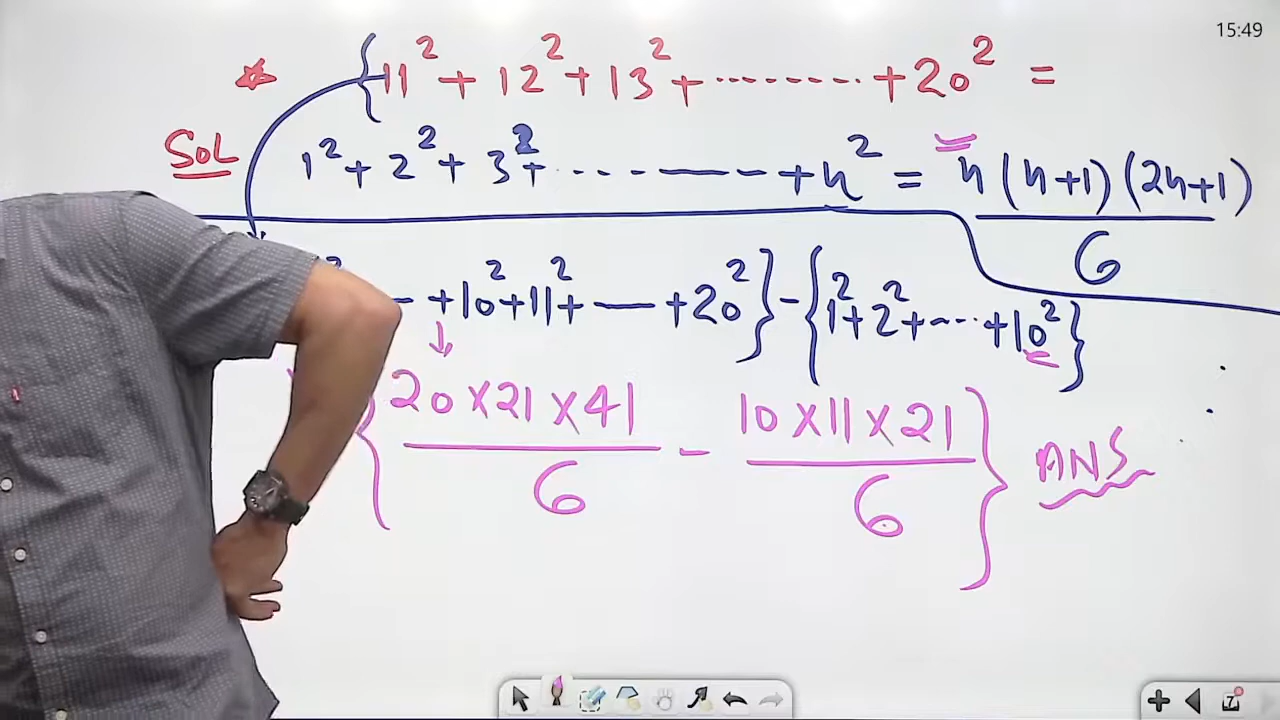 15:49
{11² + 12² + 13² + ......... + 20² =
SOL 1² + 2² + 3² + ...... + n² = n(n+1)(2n+1)
6
+10²+11²+ — +20²} - {1²+2²+....+10²}
{20×21×41 - 10×11×21} ANS
6 6